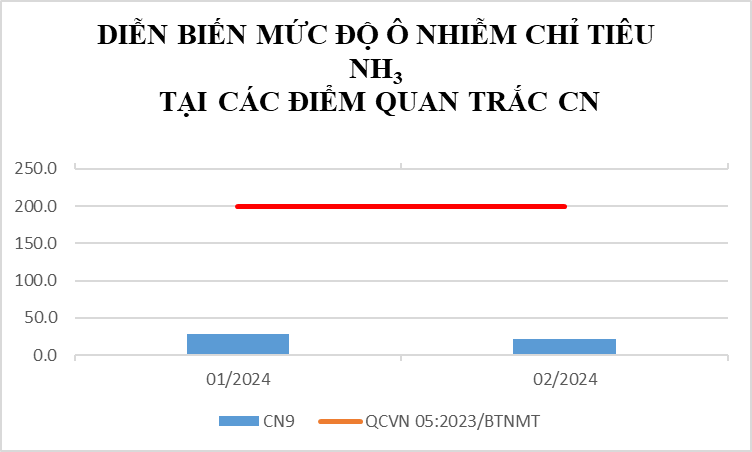 DIỄN BIẾN MỨC ĐỘ Ô NHIỄM CHỈ TIÊU
NH₃
TẠI CÁC ĐIỂM QUAN TRẮC CN
250.0
200.0
150.0
100.0
50.0
0.0
01/2024 02/2024
CN9 QCVN 05:2023/BTNMT